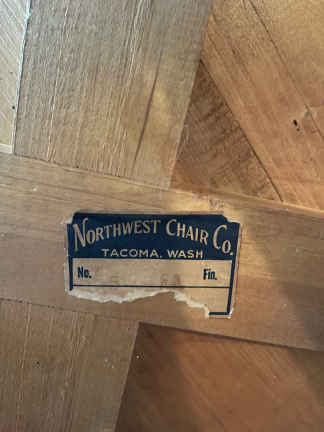 NORTHWEST CHAIR CO.
TACOMA, WASH
No. Fin.